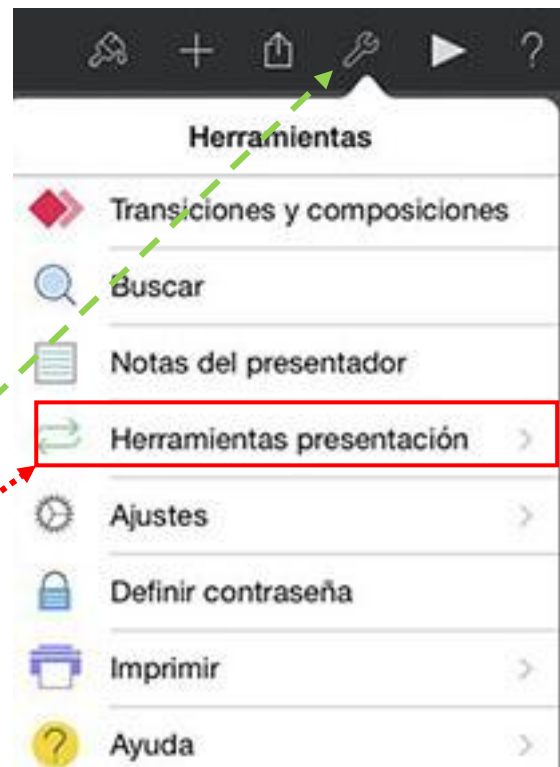 ?
Herramientas
Transiciones y composiciones
Buscar
Notas del presentador
Herramientas presentación
Ajustes
Definir contraseña
Imprimir
? Ayuda